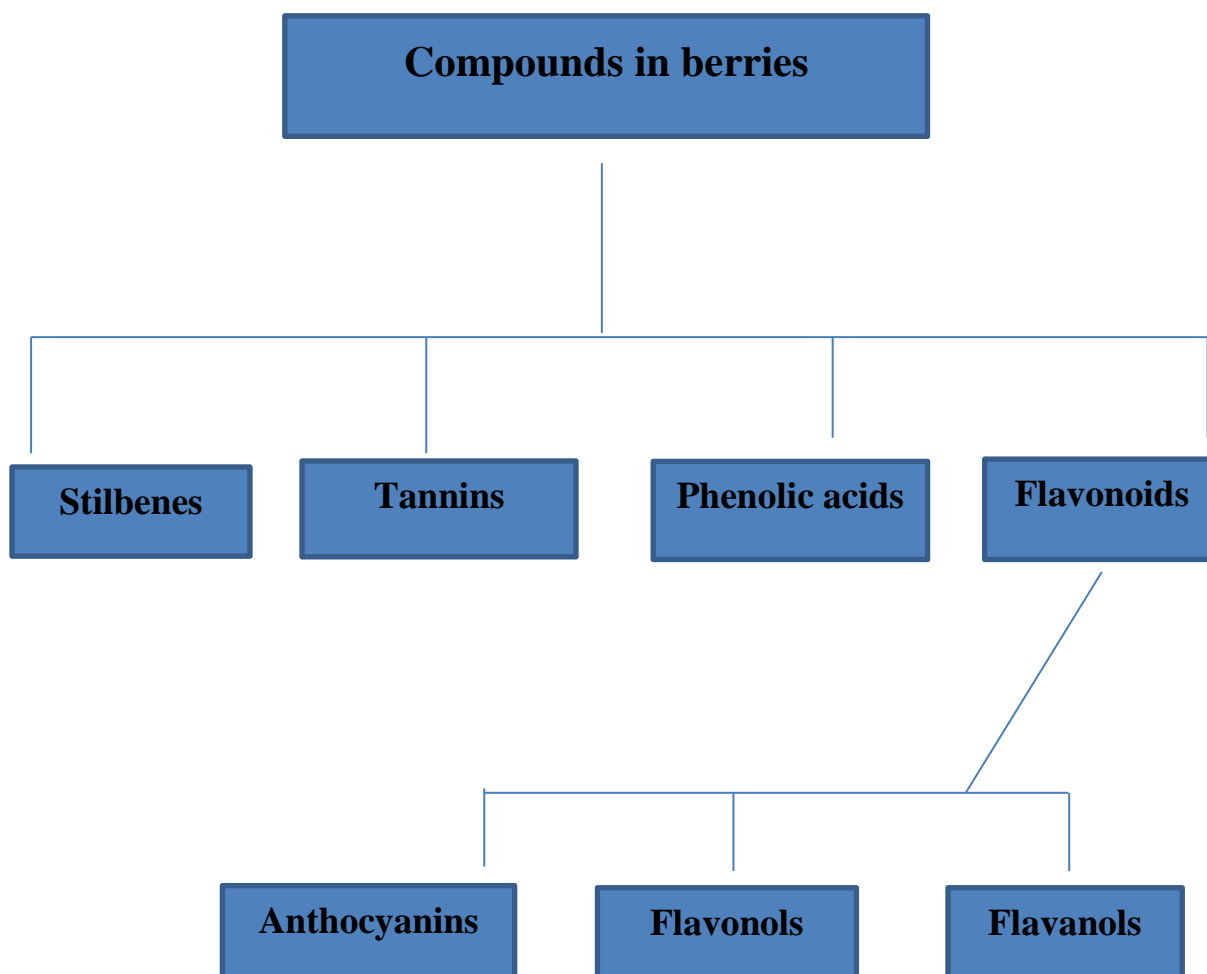 Compounds in berries
Stilbenes
Tannins
Phenolic acids
Flavonoids
Anthocyanins
Flavonols
Flavanols